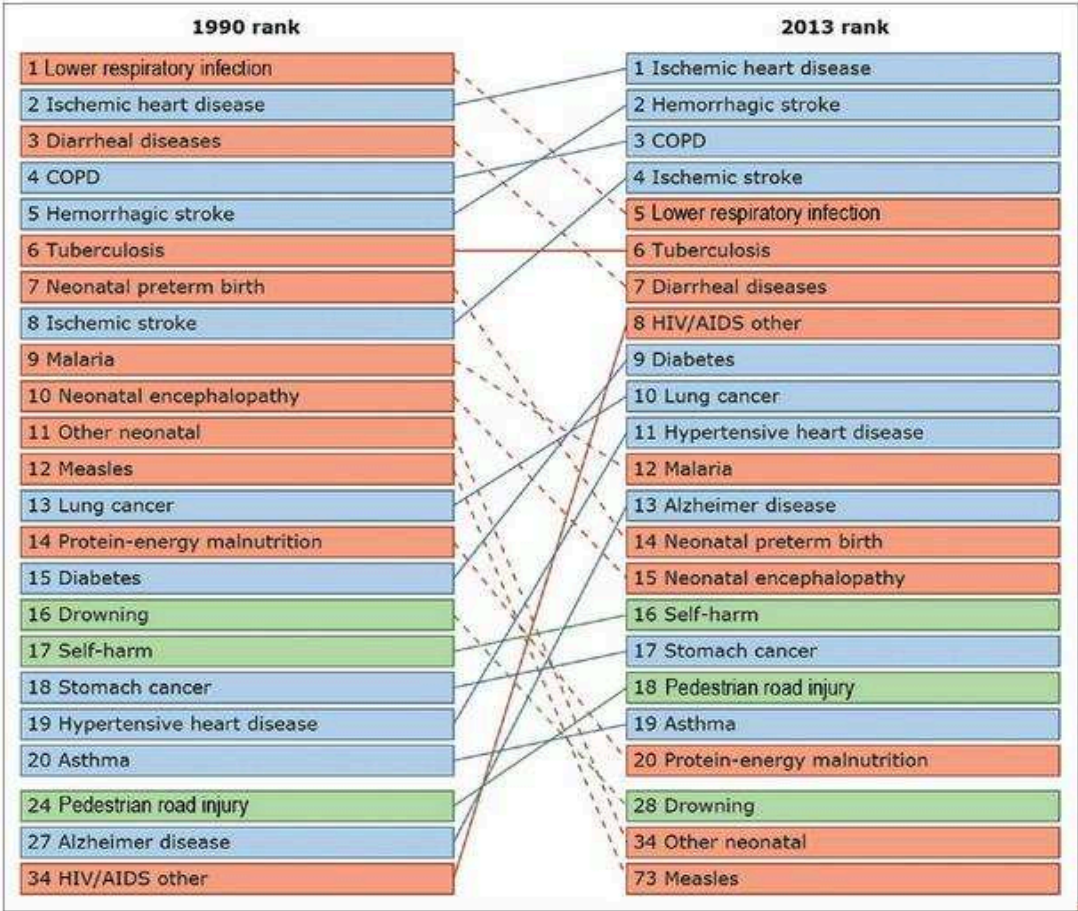 1990 rank
1 Lower respiratory infection
2 Ischemic heart disease
3 Diarrheal diseases
4 COPD
5 Hemorrhagic stroke
6 Tuberculosis
7 Neonatal preterm birth
8 Ischemic stroke
9 Malaria
10 Neonatal encephalopathy
11 Other neonatal
12 Measles
13 Lung cancer
14 Protein-energy malnutrition
15 Diabetes
16 Drowning
17 Self-harm
18 Stomach cancer
19 Hypertensive heart disease
20 Asthma
24 Pedestrian road injury
27 Alzheimer disease
34 HIV/AIDS other
2013 rank
1 Ischemic heart disease
2 Hemorrhagic stroke
3 COPD
4 Ischemic stroke
5 Lower respiratory infection
6 Tuberculosis
7 Diarrheal diseases
8 HIV/AIDS other
9 Diabetes
10 Lung cancer
11 Hypertensive heart disease
12 Malaria
13 Alzheimer disease
14 Neonatal preterm birth
15 Neonatal encephalopathy
16 Self-harm
17 Stomach cancer
18 Pedestrian road injury
19 Asthma
20 Protein-energy malnutrition
28 Drowning
34 Other neonatal
73 Measles